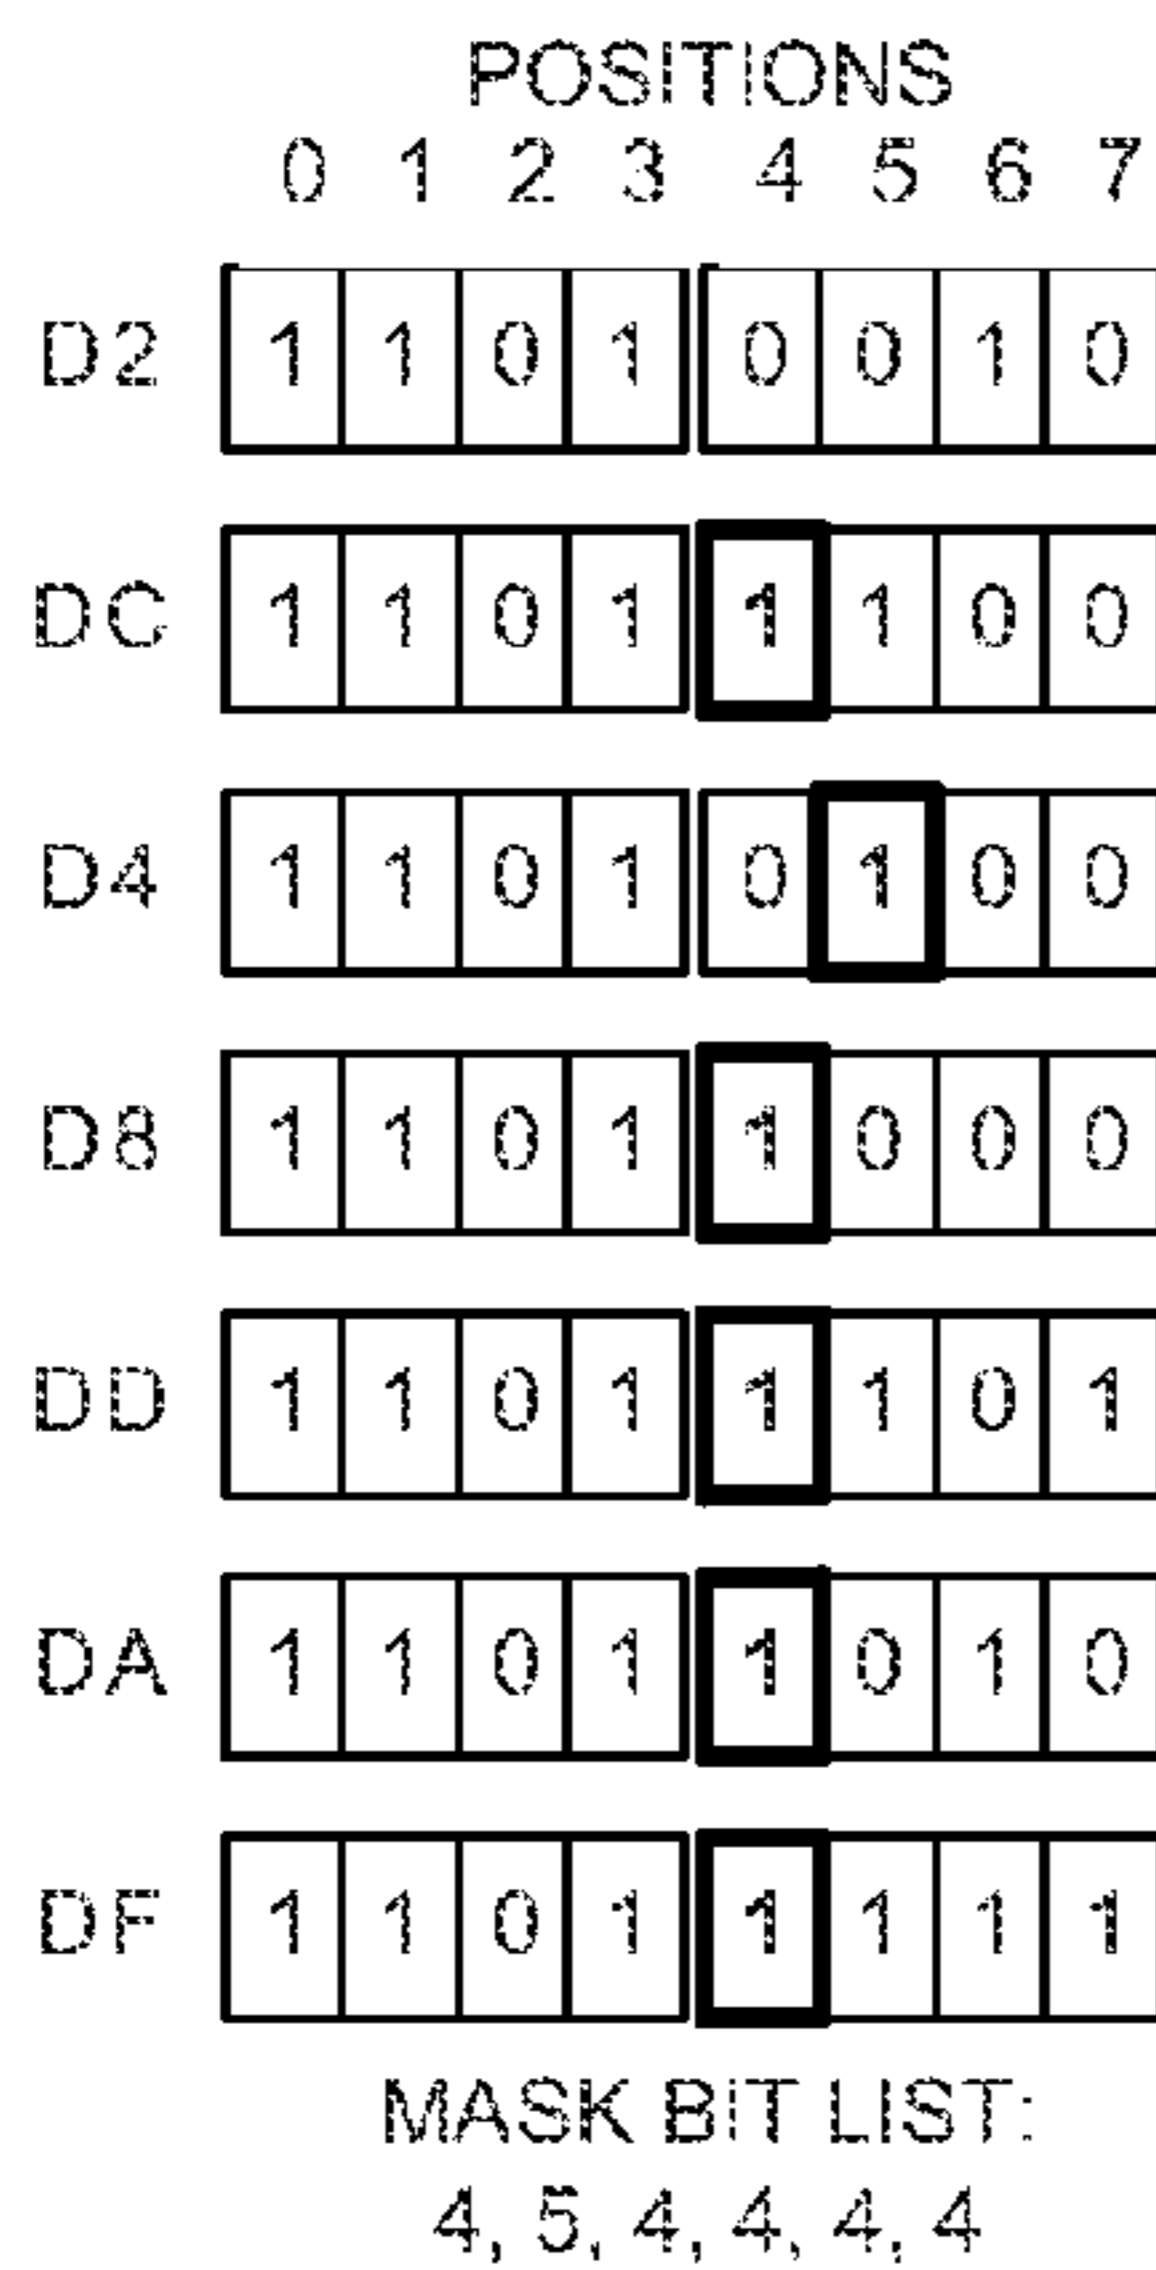 POSITIONS
0 1 2 3 4 5 6 7
D2 1 1 0 1 0 0 1 0
DC 1 1 0 1 1 1 0 0
D4 1 1 0 1 0 1 0 0
D8 1 1 0 1 1 0 0 0
DD 1 1 0 1 1 1 0 1
DA 1 1 0 1 1 0 1 0
DF 1 1 0 1 1 1 1 1
MASK BIT LIST:
4, 5, 4, 4, 4, 4